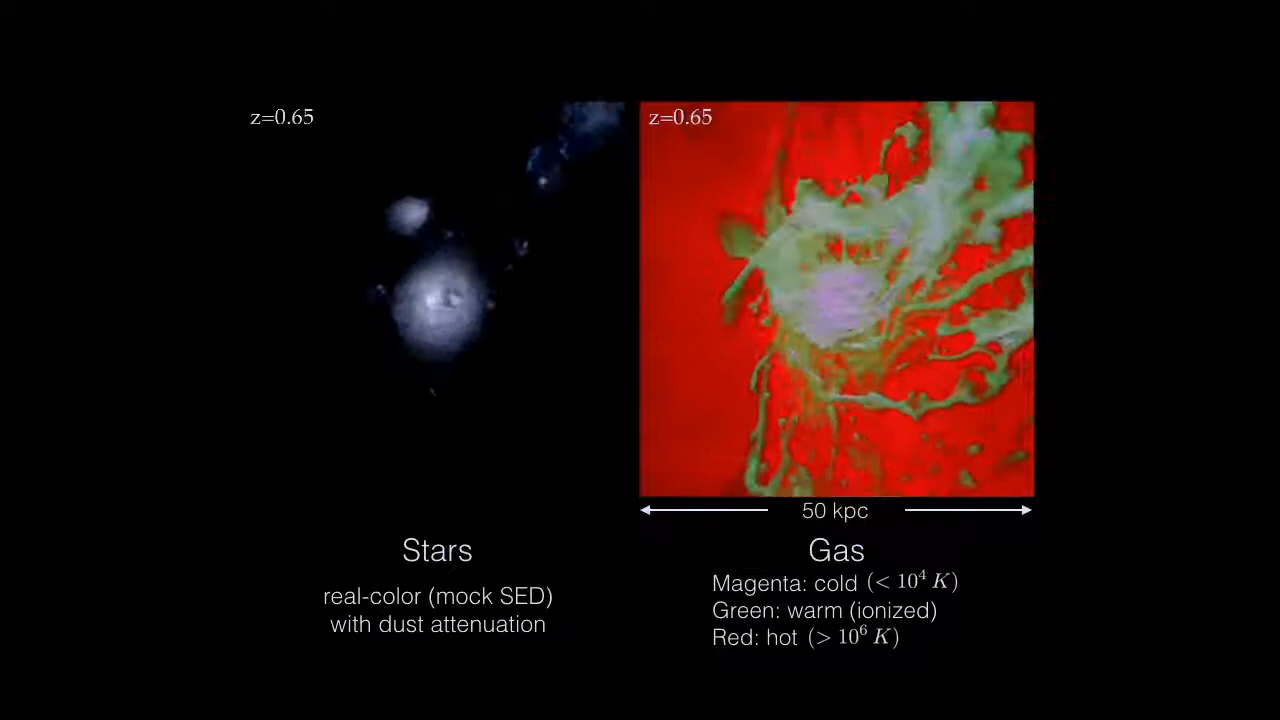 z=0.65
z=0.65
50 kpc
Stars
real-color (mock SED)
with dust attenuation
Gas
Magenta: cold (< 10⁴ K)
Green: warm (ionized)
Red: hot (> 10⁶ K)